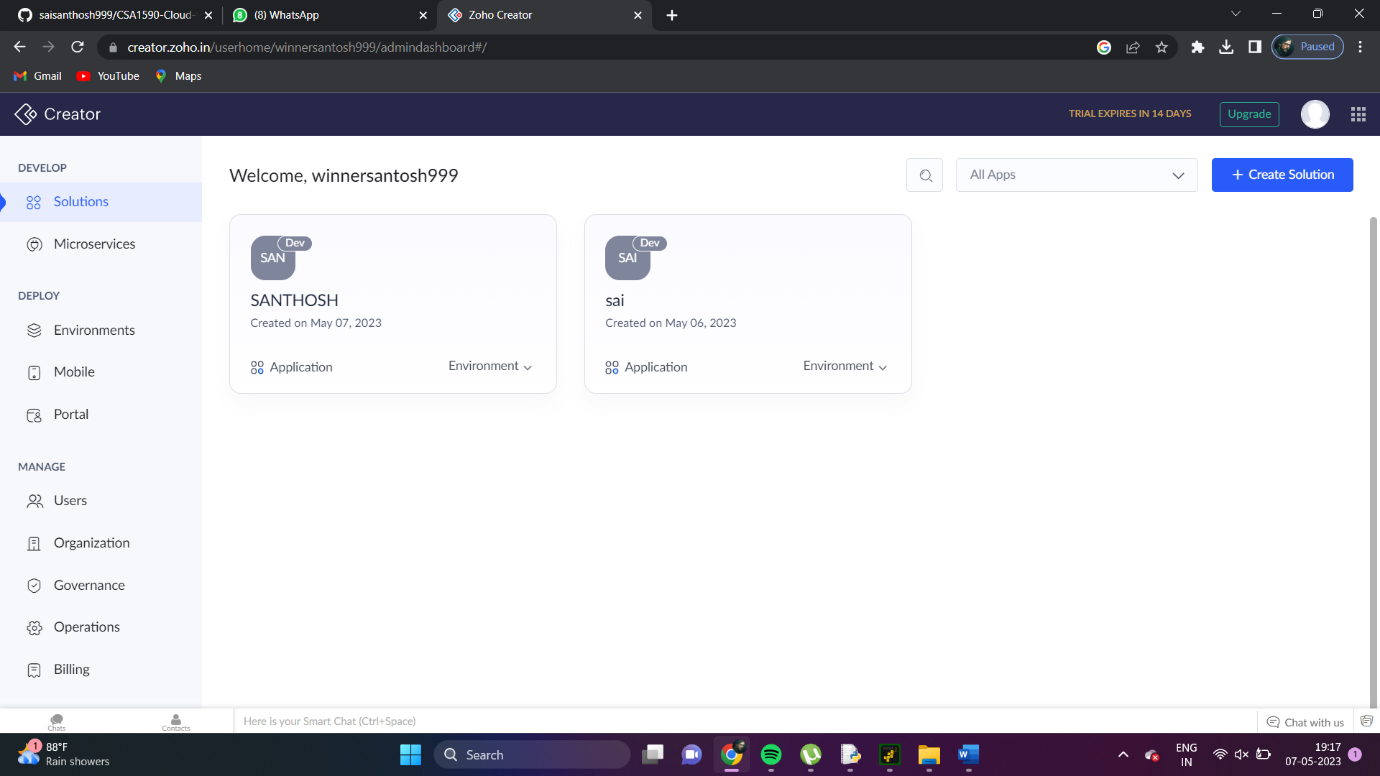 saisanthosh999/CSA1590-Cloud-
(8) WhatsApp
Zoho Creator
creator.zoho.in/userhome/winnersantosh999/admindashboard#/
Paused
Gmail
YouTube
Maps
Creator
TRIAL EXPIRES IN 14 DAYS
Upgrade
DEVELOP
Solutions
Microservices
DEPLOY
Environments
Mobile
Portal
MANAGE
Users
Organization
Governance
Operations
Billing
Welcome, winnersantosh999
All Apps
+ Create Solution
SAN
Dev
SANTHOSH
Created on May 07, 2023
Application
Environment
SAI
Dev
sai
Created on May 06, 2023
Application
Environment
Chats
Contacts
Here is your Smart Chat (Ctrl+Space)
Chat with us
1
88°F
Rain showers
Search
ENG
IN
19:17
07-05-2023
1